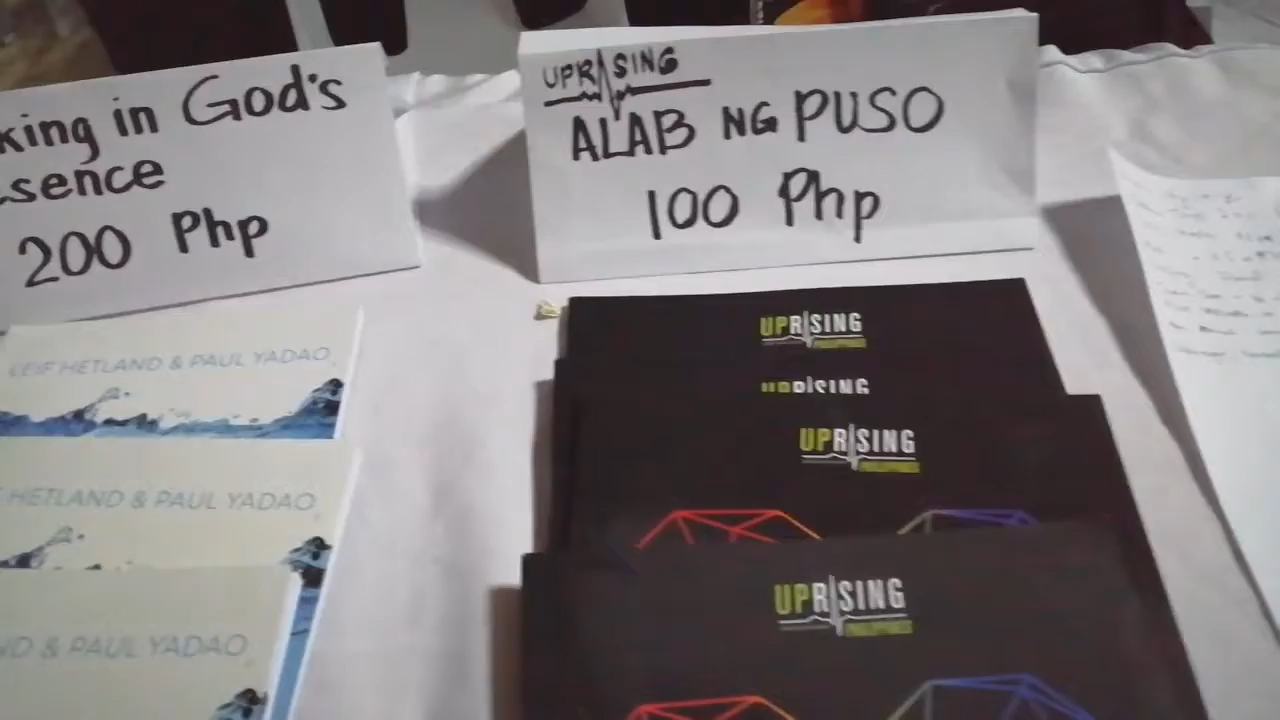 king in God's
sence
200 Php
UPRISING
ALAB NG PUSO
100 Php
LEIF HETLAND & PAUL YADAO
HETLAND & PAUL YADAO
& PAUL YADAO
UPRISING
UPRISING
UPRISING
UPRISING